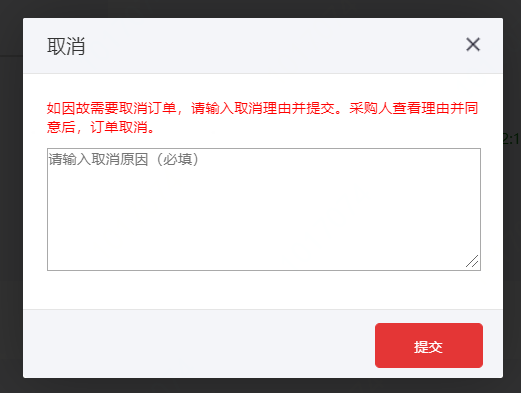 取消
如因故需要取消订单，请输入取消理由并提交。采购人查看理由并同
意后，订单取消。
2:1
请输入取消原因（必填）
提交